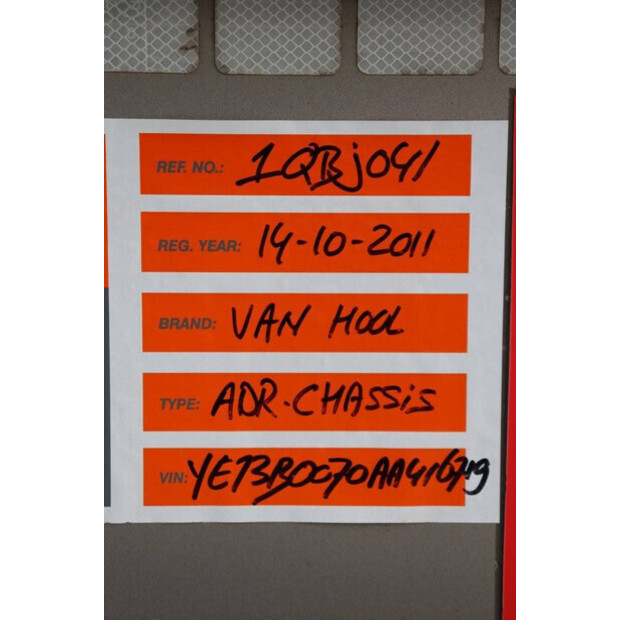 REF. NO.: 1QBJ041
REG. YEAR: 14-10-2011
BRAND: VAN HOOL
TYPE: ADR-CHASSIS
VIN: